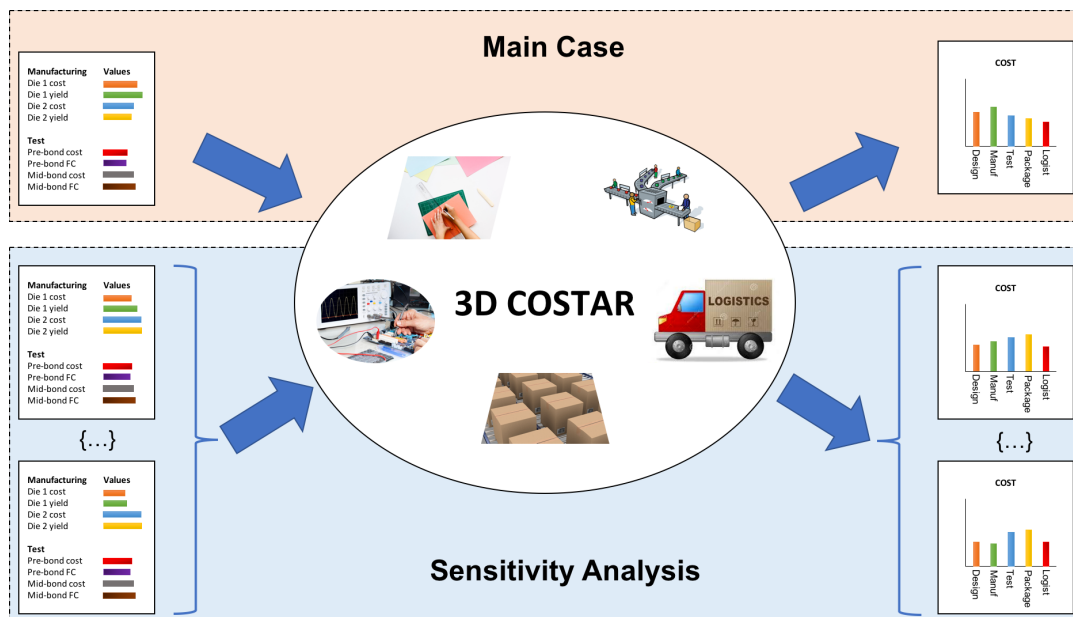 Main Case
Manufacturing Values
Die 1 cost
Die 1 yield
Die 2 cost
Die 2 yield
Test
Pre-bond cost
Pre-bond FC
Mid-bond cost
Mid-bond FC
COST
Design
Manuf
Test
Package
Logist
3D COSTAR
LOGISTICS
Manufacturing Values
Die 1 cost
Die 1 yield
Die 2 cost
Die 2 yield
Test
Pre-bond cost
Pre-bond FC
Mid-bond cost
Mid-bond FC
{...}
Manufacturing Values
Die 1 cost
Die 1 yield
Die 2 cost
Die 2 yield
Test
Pre-bond cost
Pre-bond FC
Mid-bond cost
Mid-bond FC
COST
Design
Manuf
Test
Package
Logist
{...}
COST
Design
Manuf
Test
Package
Logist
Sensitivity Analysis